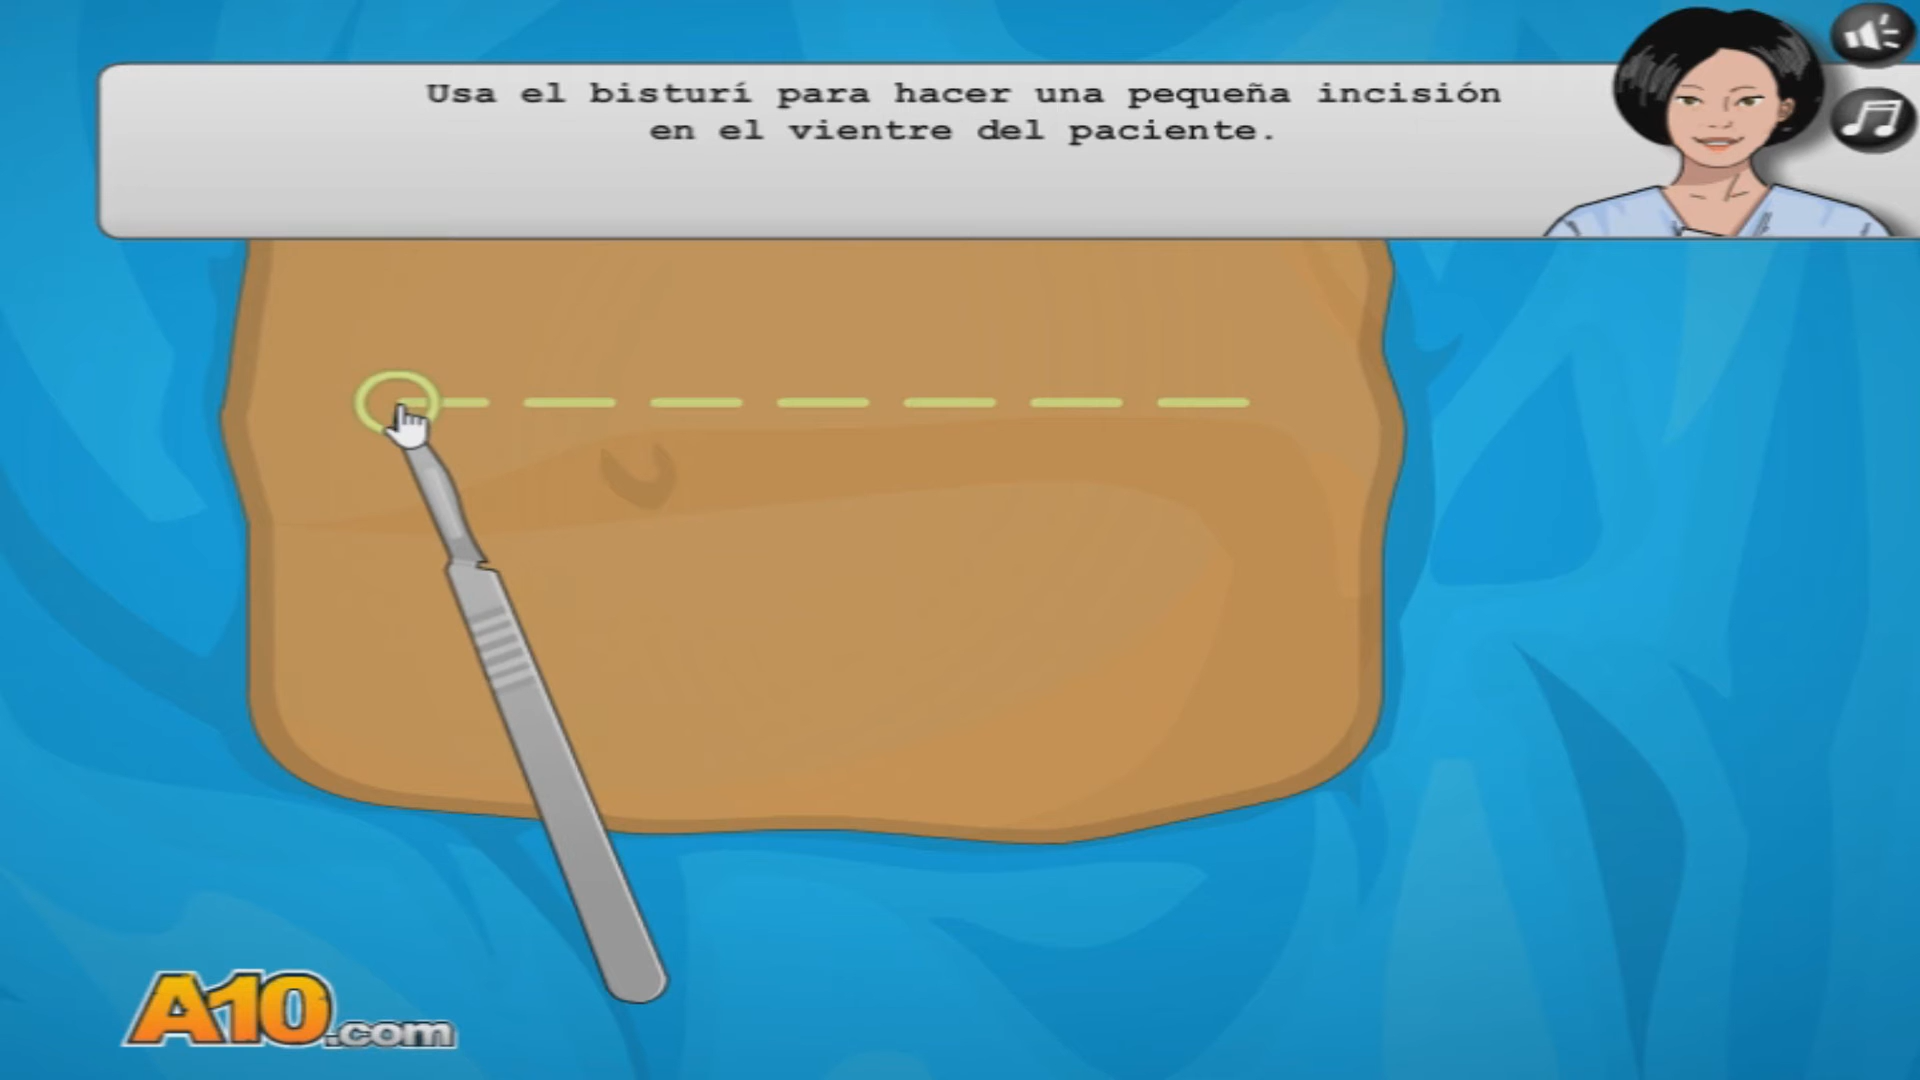 Usa el bisturí para hacer una pequeña incisión
en el vientre del paciente.
A10.com